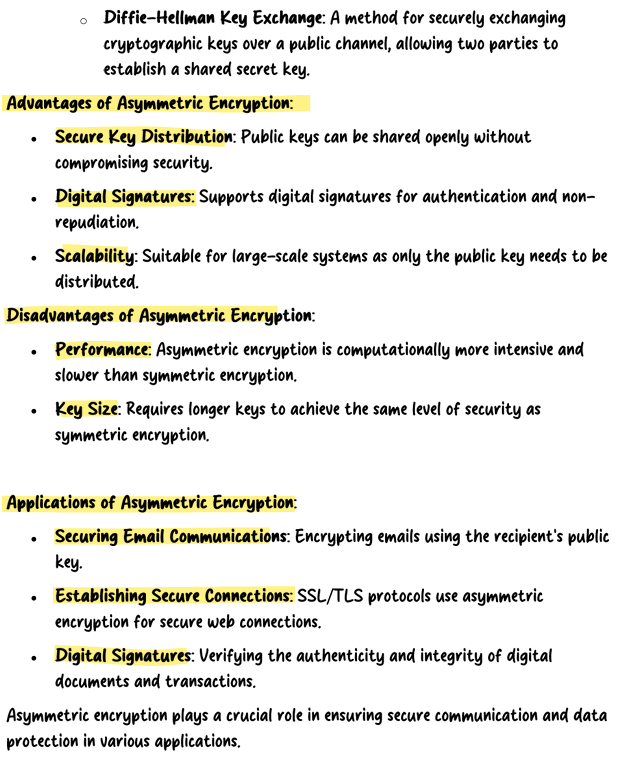 ○ Diffie-Hellman Key Exchange: A method for securely exchanging
cryptographic keys over a public channel, allowing two parties to
establish a shared secret key.
Advantages of Asymmetric Encryption:
• Secure Key Distribution: Public keys can be shared openly without
compromising security.
• Digital Signatures: Supports digital signatures for authentication and non-
repudiation.
• Scalability: Suitable for large-scale systems as only the public key needs to be
distributed.
Disadvantages of Asymmetric Encryption:
• Performance: Asymmetric encryption is computationally more intensive and
slower than symmetric encryption.
• Key Size: Requires longer keys to achieve the same level of security as
symmetric encryption.
Applications of Asymmetric Encryption:
• Securing Email Communications: Encrypting emails using the recipient's public
key.
• Establishing Secure Connections: SSL/TLS protocols use asymmetric
encryption for secure web connections.
• Digital Signatures: Verifying the authenticity and integrity of digital
documents and transactions.
Asymmetric encryption plays a crucial role in ensuring secure communication and data
protection in various applications.